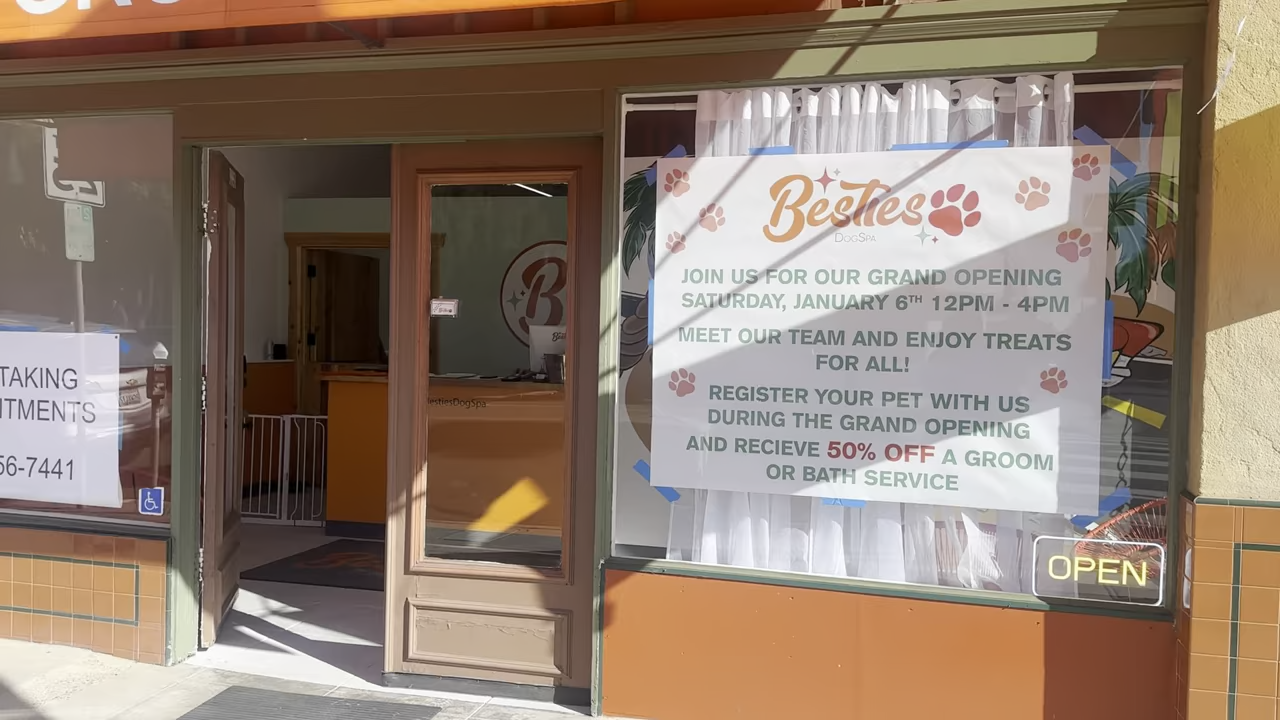 TAKING
56-7441
B
BestiesDogSpa
Besties
DOGSPA
JOIN US FOR OUR GRAND OPENING
SATURDAY, JANUARY 6TH 12PM - 4PM
MEET OUR TEAM AND ENJOY TREATS
FOR ALL!
REGISTER YOUR PET WITH US
DURING THE GRAND OPENING
AND RECIEVE 50% OFF A GROOM
OR BATH SERVICE
OPEN